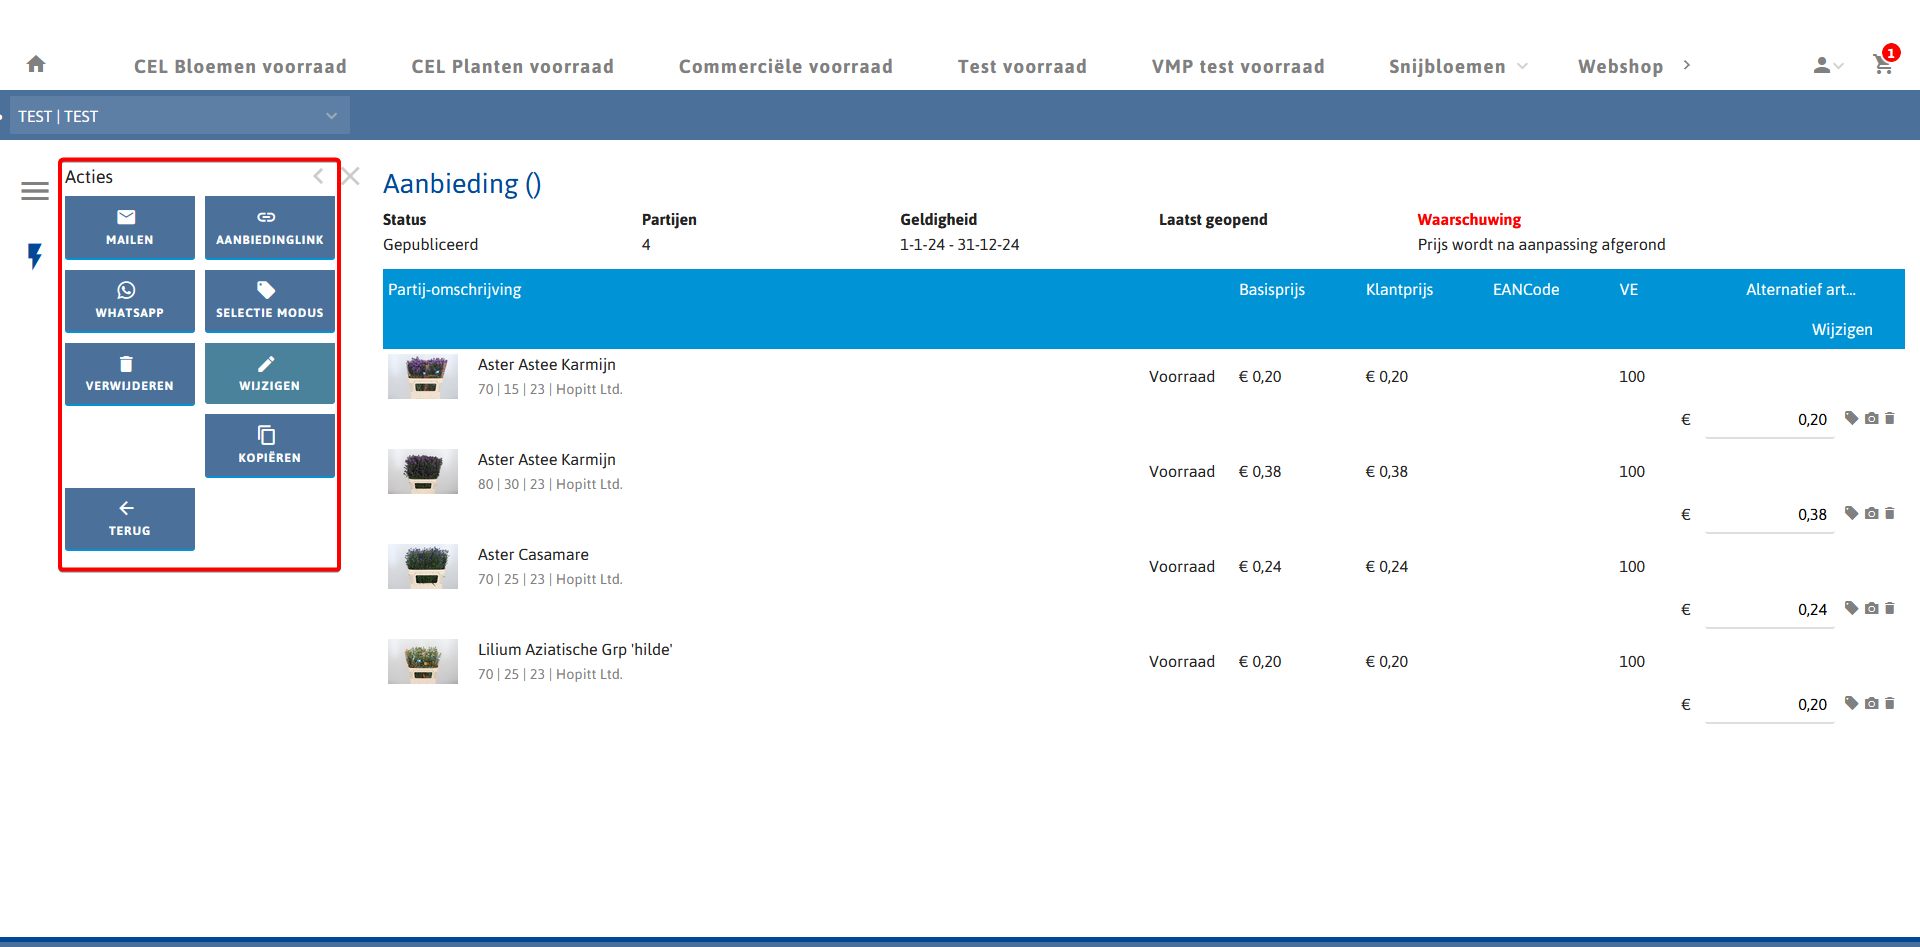 CEL Bloemen voorraad CEL Planten voorraad Commerciële voorraad Test voorraad VMP test voorraad Snijbloemen Webshop 1
TEST | TEST
Acties
MAILEN AANBIEDINGLINK
WHATSAPP SELECTIE MODUS
VERWIJDEREN WIJZIGEN
KOPIËREN
TERUG
Aanbieding ()
Status Partijen Geldigheid Laatst geopend Waarschuwing
Gepubliceerd 4 1-1-24 - 31-12-24 Prijs wordt na aanpassing afgerond
Partij-omschrijving Basisprijs Klantprijs EANCode VE Alternatief art...
Wijzigen
Aster Astee Karmijn
70 | 15 | 23 | Hopitt Ltd. Voorraad € 0,20 € 0,20 100
€ 0,20
Aster Astee Karmijn
80 | 30 | 23 | Hopitt Ltd. Voorraad € 0,38 € 0,38 100
€ 0,38
Aster Casamare
70 | 25 | 23 | Hopitt Ltd. Voorraad € 0,24 € 0,24 100
€ 0,24
Lilium Aziatische Grp 'hilde'
70 | 25 | 23 | Hopitt Ltd. Voorraad € 0,20 € 0,20 100
€ 0,20